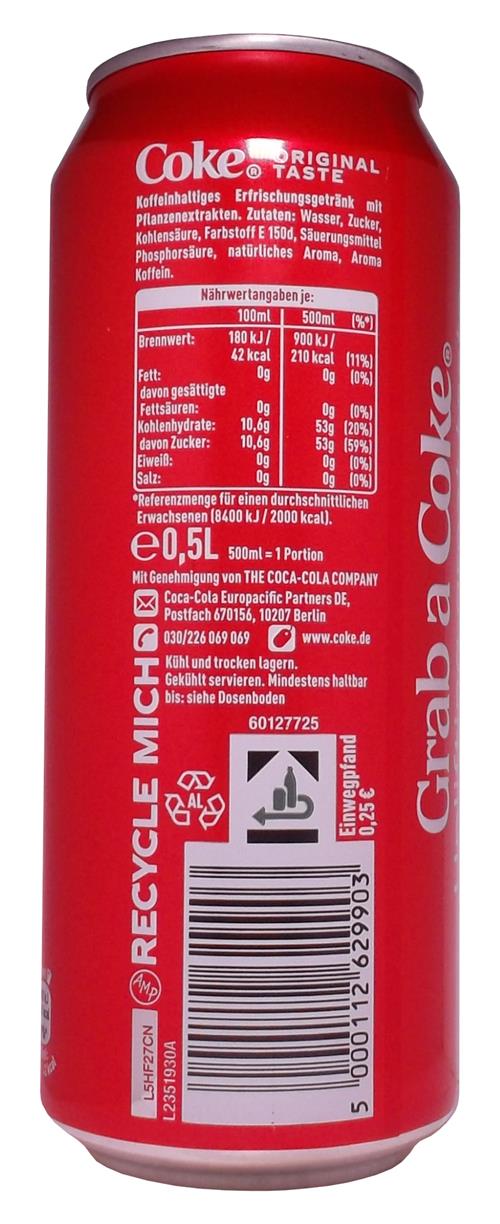 Coke® ORIGINAL TASTE
Koffeinhaltiges Erfrischungsgetränk mit
Pflanzenextrakten. Zutaten: Wasser, Zucker,
Kohlensäure, Farbstoff E 150d, Säuerungsmittel
Phosphorsäure, natürliches Aroma, Aroma
Koffein.
Nährwertangaben je:
100ml 500ml (%*)
Brennwert: 180 kJ / 900 kJ /
42 kcal 210 kcal (11%)
Fett: 0g 0g (0%)
davon gesättigte
Fettsäuren: 0g 0g (0%)
Kohlenhydrate: 10,6g 53g (20%)
davon Zucker: 10,6g 53g (59%)
Eiweiß: 0g 0g (0%)
Salz: 0g 0g (0%)
*Referenzmenge für einen durchschnittlichen
Erwachsenen (8400 kJ / 2000 kcal).
e 0,5L 500ml = 1 Portion
Mit Genehmigung von THE COCA-COLA COMPANY
Coca-Cola Europacific Partners DE,
Postfach 670156, 10207 Berlin
030/226 069 069 www.coke.de
Kühl und trocken lagern.
Gekühlt servieren. Mindestens haltbar
bis: siehe Dosenboden
60127725
RECYCLE MICH
AL
Einwegpfand
0,25 €
AMP
L5HF27CN
L2351930A
5 000112 629903
Grab a Coke®